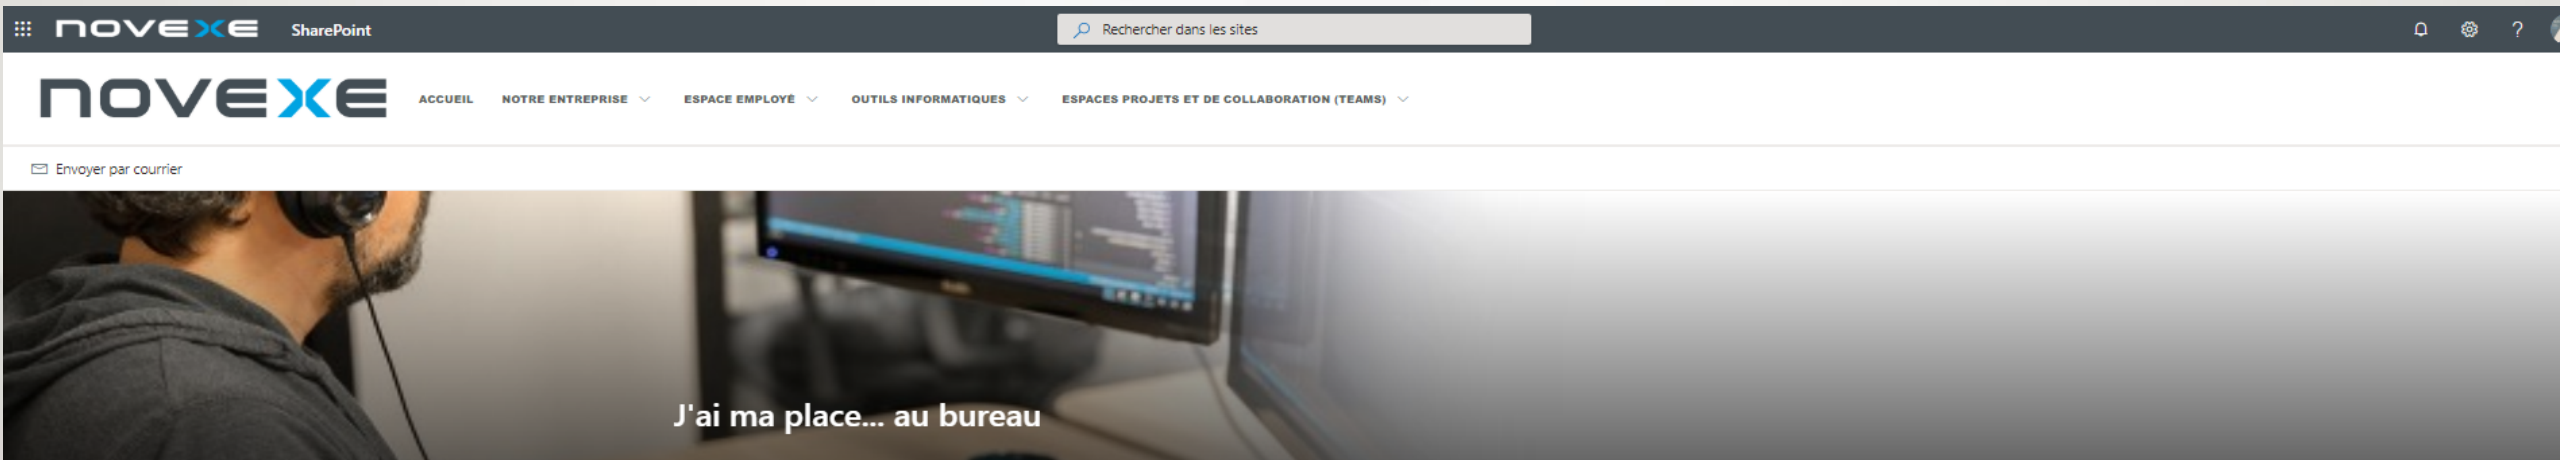 NOVEXE SharePoint Rechercher dans les sites ?
NOVEXE ACCUEIL NOTRE ENTREPRISE ESPACE EMPLOYÉ OUTILS INFORMATIQUES ESPACES PROJETS ET DE COLLABORATION (TEAMS)
Envoyer par courrier
J'ai ma place... au bureau